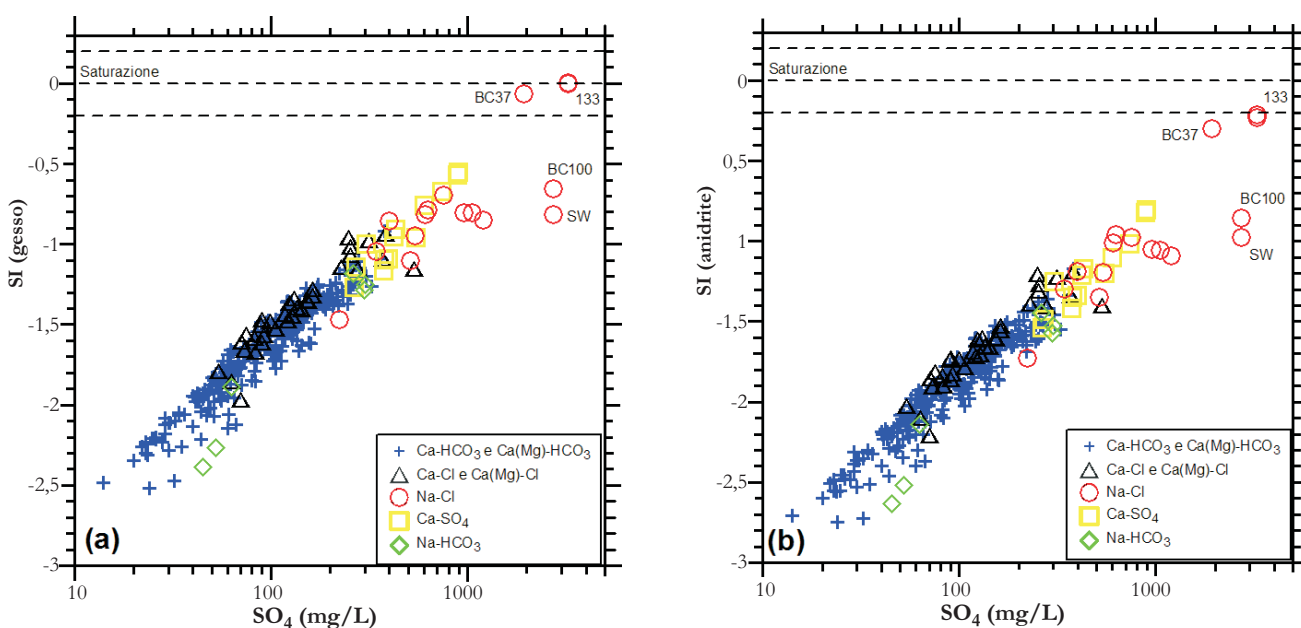 Saturazione
BC37
133
BC100
SW
0
-0,5
-1
-1.5
-2
-2.5
-3
SI (gesso)
Ca-HCO3 e Ca(Mg)-HCO3
Ca-Cl e Ca(Mg)-Cl
Na-Cl
Ca-SO4
Na-HCO3
(a)
10
100
1000
SO4 (mg/L)
Saturazione
133
BC37
BC100
SW
0
0,5
-1
-1,5
-2
-2.5
-3
SI (anidrite)
Ca-HCO3 e Ca(Mg)-HCO3
Ca-Cl e Ca(Mg)-Cl
Na-Cl
Ca-SO4
Na-HCO3
(b)
10
100
1000
SO4 (mg/L)